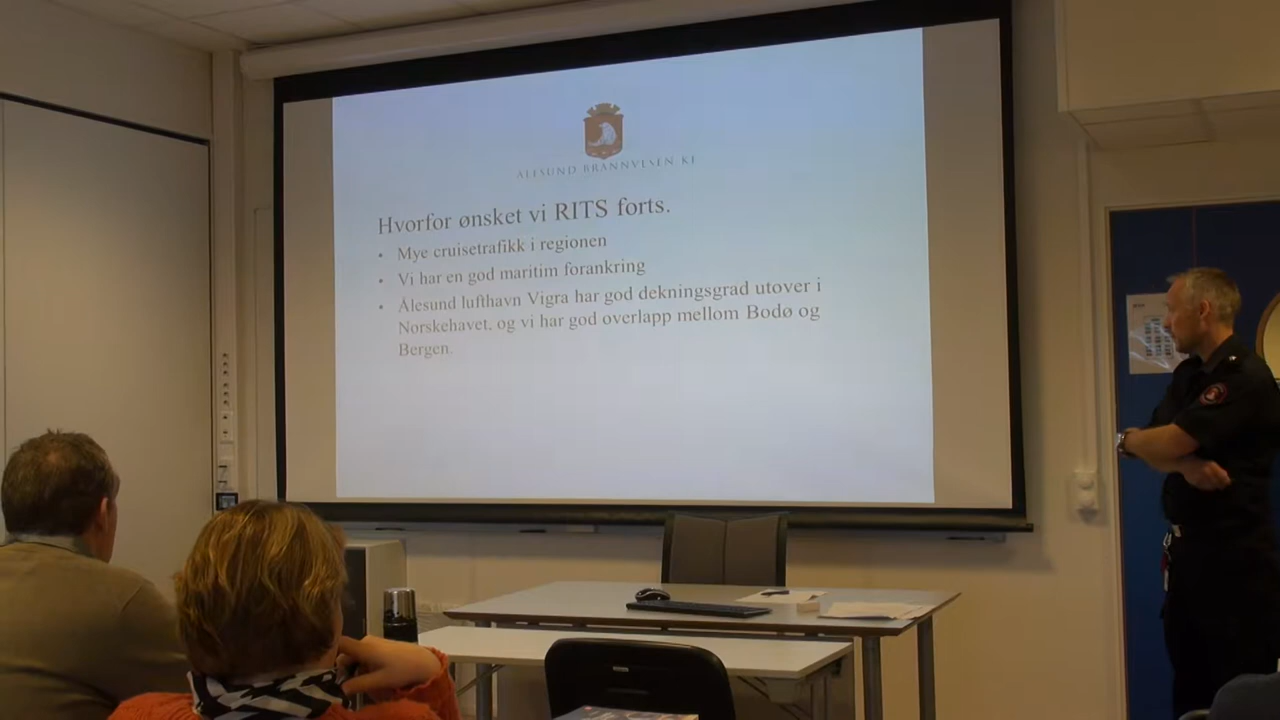 ÅLESUND BRANNVESEN KF
Hvorfor ønsket vi RITS forts.
• Mye cruisetrafikk i regionen
• Vi har en god maritim forankring
• Ålesund lufthavn Vigra har god dekningsgrad utover i
Norskehavet, og vi har god overlapp mellom Bodø og
Bergen.